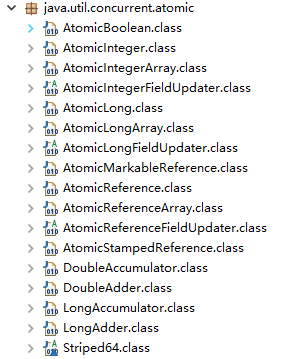 java.util.concurrent.atomic
AtomicBoolean.class
AtomicInteger.class
AtomicIntegerArray.class
AtomicIntegerFieldUpdater.class
AtomicLong.class
AtomicLongArray.class
AtomicLongFieldUpdater.class
AtomicMarkableReference.class
AtomicReference.class
AtomicReferenceArray.class
AtomicReferenceFieldUpdater.class
AtomicStampedReference.class
DoubleAccumulator.class
DoubleAdder.class
LongAccumulator.class
LongAdder.class
Striped64.class